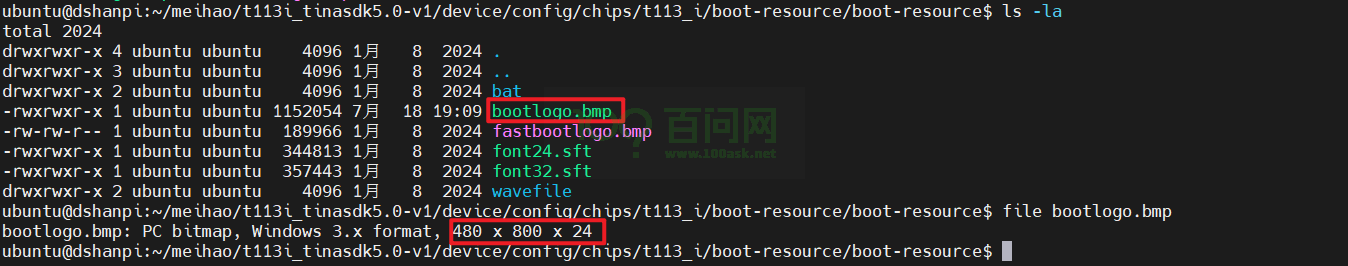 ubuntu@dshanpi:~/meihao/t113i_tinasdk5.0-v1/device/config/chips/t113_i/boot-resource/boot-resource$ ls -la
total 2024
drwxrwxr-x 4 ubuntu ubuntu    4096 1月   8  2024 .
drwxrwxr-x 3 ubuntu ubuntu    4096 1月   8  2024 ..
drwxrwxr-x 2 ubuntu ubuntu    4096 1月   8  2024 bat
-rwxrwxr-x 1 ubuntu ubuntu 1152054 7月  18 19:09 bootlogo.bmp
-rw-rw-r-- 1 ubuntu ubuntu  189966 1月   8  2024 fastbootlogo.bmp
-rwxrwxr-x 1 ubuntu ubuntu  344813 1月   8  2024 font24.sft
-rwxrwxr-x 1 ubuntu ubuntu  357443 1月   8  2024 font32.sft
drwxrwxr-x 2 ubuntu ubuntu    4096 1月   8  2024 wavefile
ubuntu@dshanpi:~/meihao/t113i_tinasdk5.0-v1/device/config/chips/t113_i/boot-resource/boot-resource$ file bootlogo.bmp
bootlogo.bmp: PC bitmap, Windows 3.x format, 480 x 800 x 24
ubuntu@dshanpi:~/meihao/t113i_tinasdk5.0-v1/device/config/chips/t113_i/boot-resource/boot-resource$
百问网
www.100ask.net